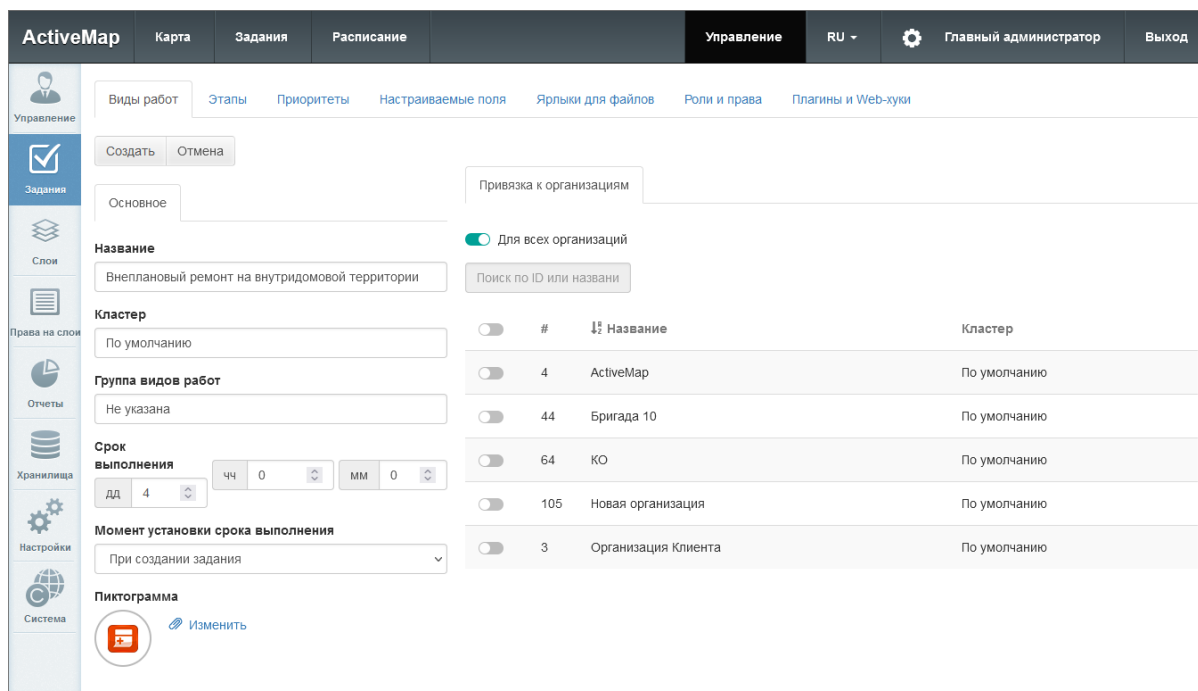 ActiveMap Карта Задания Расписание Управление RU Главный администратор Выход
Управление
Задания
Слои
Права на слои
Отчеты
Хранилища
Настройки
Система
Виды работ Этапы Приоритеты Настраиваемые поля Ярлыки для файлов Роли и права Плагины и Web-хуки
Создать Отмена
Основное
Название
Внеплановый ремонт на внутридомовой территории
Кластер
По умолчанию
Группа видов работ
Не указана
Срок
выполнения
дд 4 чч 0 мм 0
Момент установки срока выполнения
При создании задания
Пиктограмма
Изменить
Привязка к организациям
Для всех организаций
Поиск по ID или названи
# Название Кластер
4 ActiveMap По умолчанию
44 Бригада 10 По умолчанию
64 КО По умолчанию
105 Новая организация По умолчанию
3 Организация Клиента По умолчанию